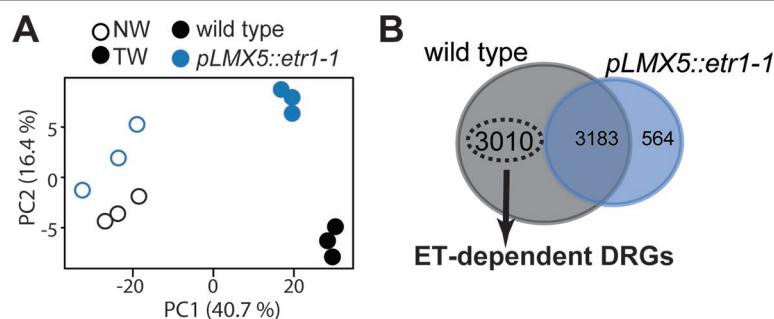 A
NW
wild type
TW
pLMX5::etr1-1
PC2 (16.4 %)
5
0
-5
-20
0
20
PC1 (40.7 %)
B
wild type
pLMX5::etr1-1
3010
3183
564
ET-dependent DRGs